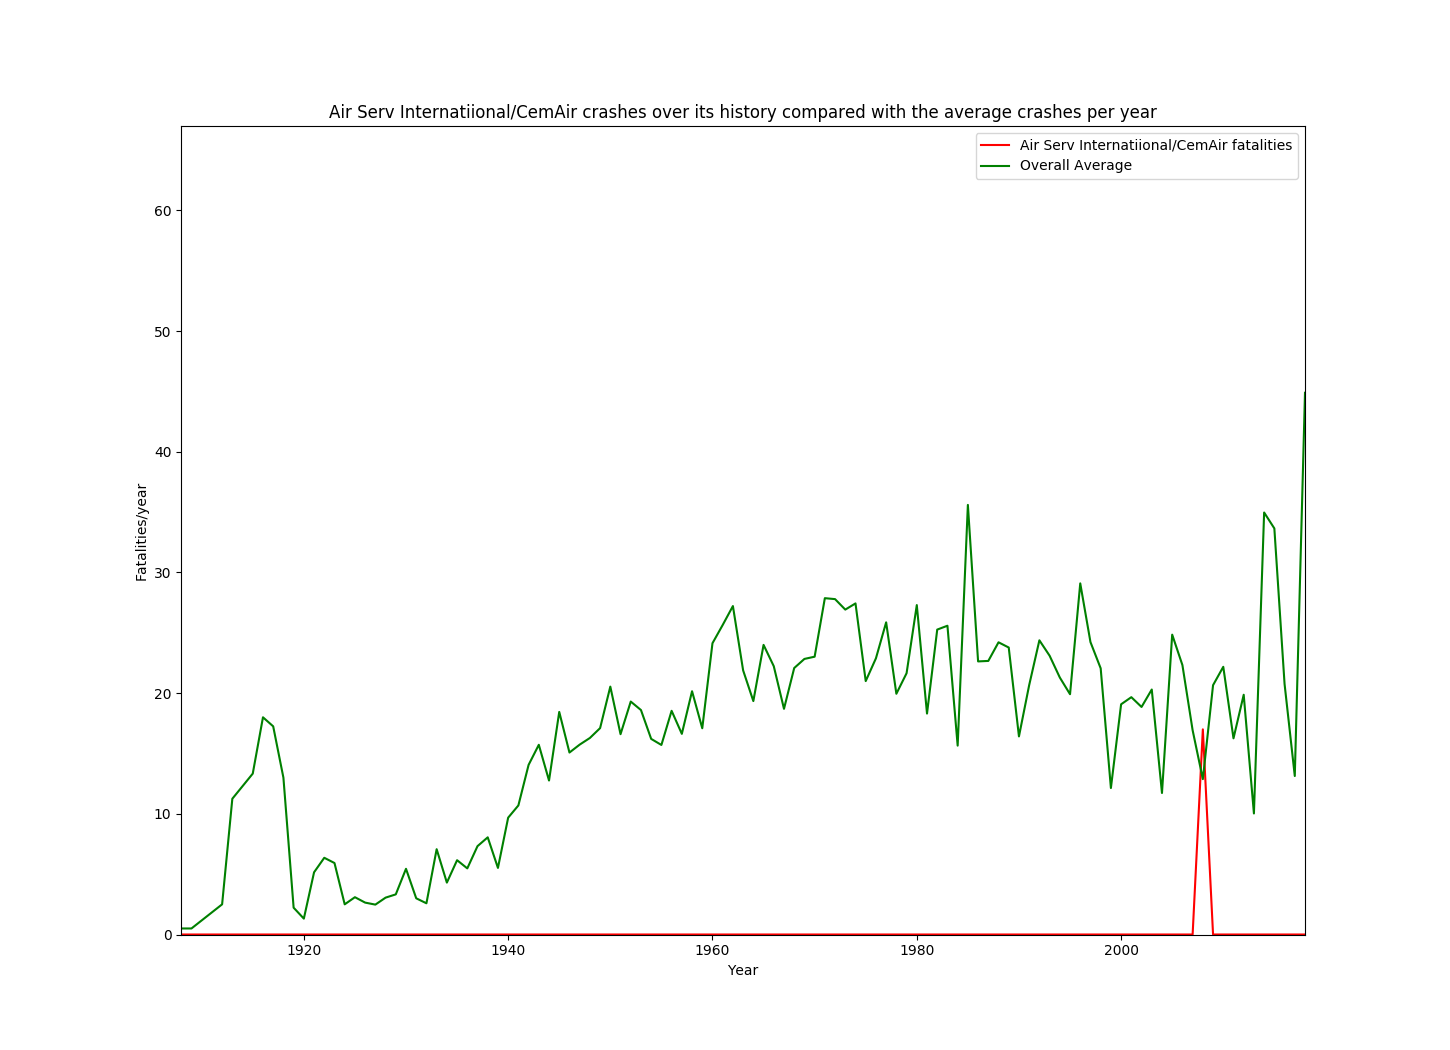 Air Serv Internatiional/CemAir crashes over its history compared with the average crashes per year
Air Serv Internatiional/CemAir fatalities
Overall Average
60
50
40
30
20
10
0
Fatalities/year
1920 1940 1960 1980 2000
Year